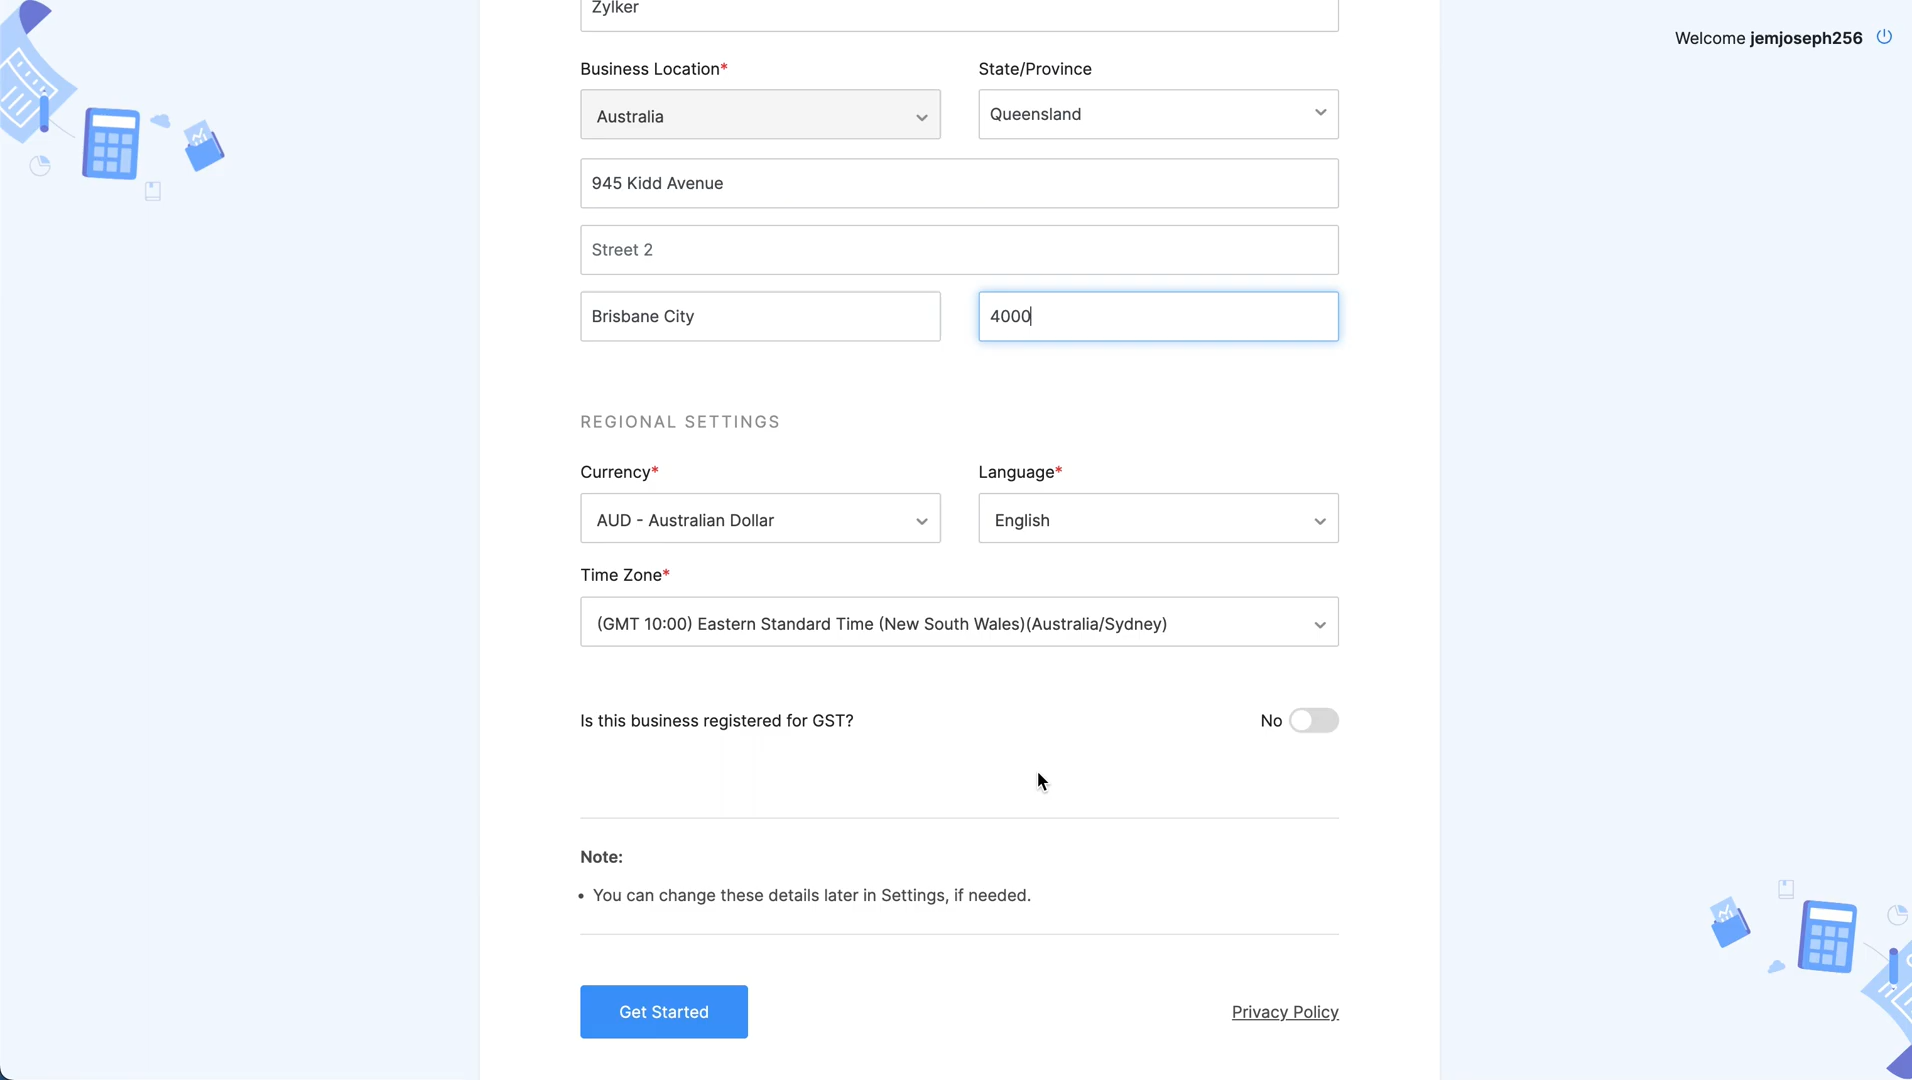 Zylker
Welcome jemjoseph256
Business Location*
State/Province
Australia
Queensland
945 Kidd Avenue
Street 2
Brisbane City
4000
REGIONAL SETTINGS
Currency*
Language*
AUD - Australian Dollar
English
Time Zone*
(GMT 10:00) Eastern Standard Time (New South Wales)(Australia/Sydney)
Is this business registered for GST?
No
Note:
• You can change these details later in Settings, if needed.
Get Started
Privacy Policy